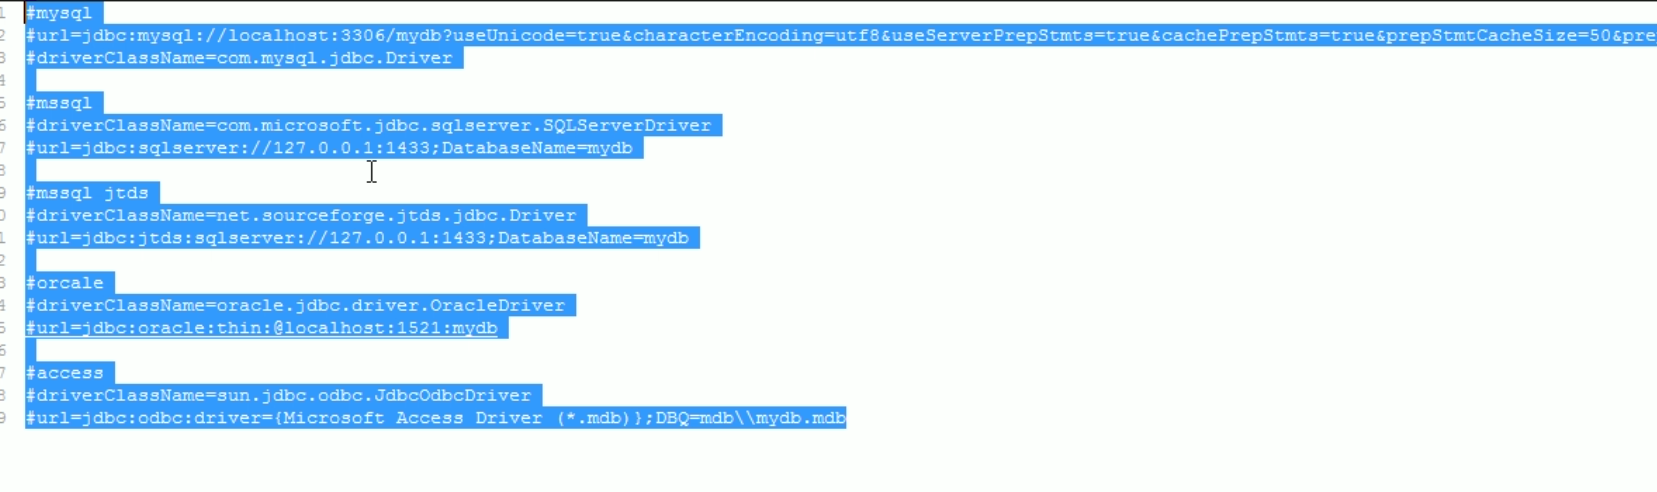 1 #mysql
2 #url=jdbc:mysql://localhost:3306/mydb?useUnicode=true&characterEncoding=utf8&useServerPrepStmts=true&cachePrepStmts=true&prepStmtCacheSize=50&pre
3 #driverClassName=com.mysql.jdbc.Driver
4
5 #mssql
6 #driverClassName=com.microsoft.jdbc.sqlserver.SQLServerDriver
7 #url=jdbc:sqlserver://127.0.0.1:1433;DatabaseName=mydb
8
9 #mssql jtds
0 #driverClassName=net.sourceforge.jtds.jdbc.Driver
1 #url=jdbc:jtds:sqlserver://127.0.0.1:1433;DatabaseName=mydb
2
3 #orcale
4 #driverClassName=oracle.jdbc.driver.OracleDriver
5 #url=jdbc:oracle:thin:@localhost:1521:mydb
6
7 #access
8 #driverClassName=sun.jdbc.odbc.JdbcOdbcDriver
9 #url=jdbc:odbc:driver={Microsoft Access Driver (*.mdb)};DBQ=mdb\\mydb.mdb